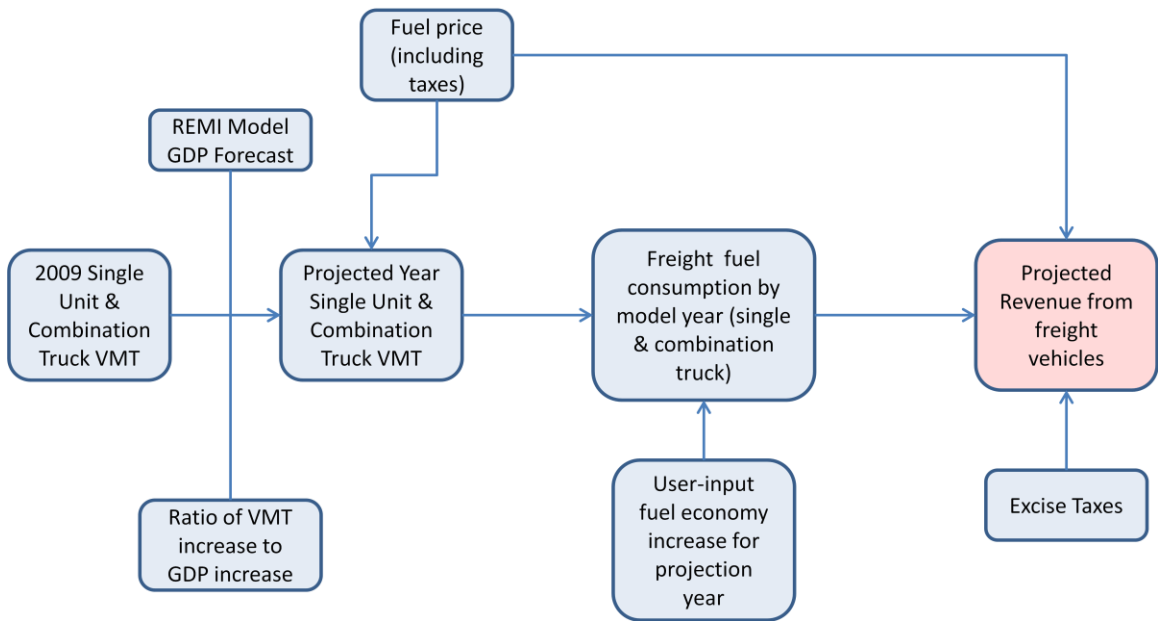 Fuel price
(including
taxes)
REMI Model
GDP Forecast
2009 Single
Unit &
Combination
Truck VMT
Projected Year
Single Unit &
Combination
Truck VMT
Freight fuel
consumption by
model year (single
& combination
truck)
Projected
Revenue from
freight
vehicles
Ratio of VMT
increase to
GDP increase
User-input
fuel economy
increase for
projection
year
Excise Taxes